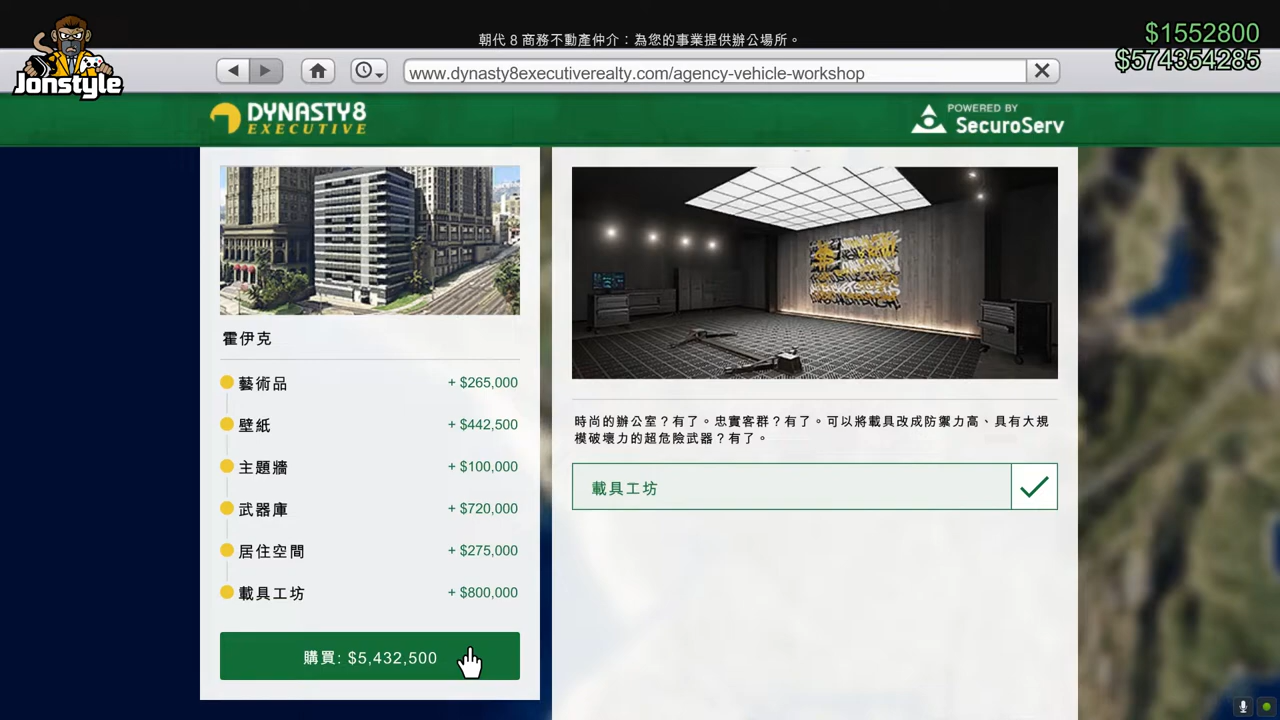 Jonstyle
朝代 8 商務不動產仲介：為您的事業提供辦公場所。
$1552800
$574354285
www.dynasty8executiverealty.com/agency-vehicle-workshop
DYNASTY8
EXECUTIVE
POWERED BY
SecuroServ
霍伊克
藝術品 + $265,000
壁紙 + $442,500
主題牆 + $100,000
武器庫 + $720,000
居住空間 + $275,000
載具工坊 + $800,000
購買: $5,432,500
時尚的辦公室？有了。忠實客群？有了。可以將載具改成防禦力高、具有大規
模破壞力的超危險武器？有了。
載具工坊